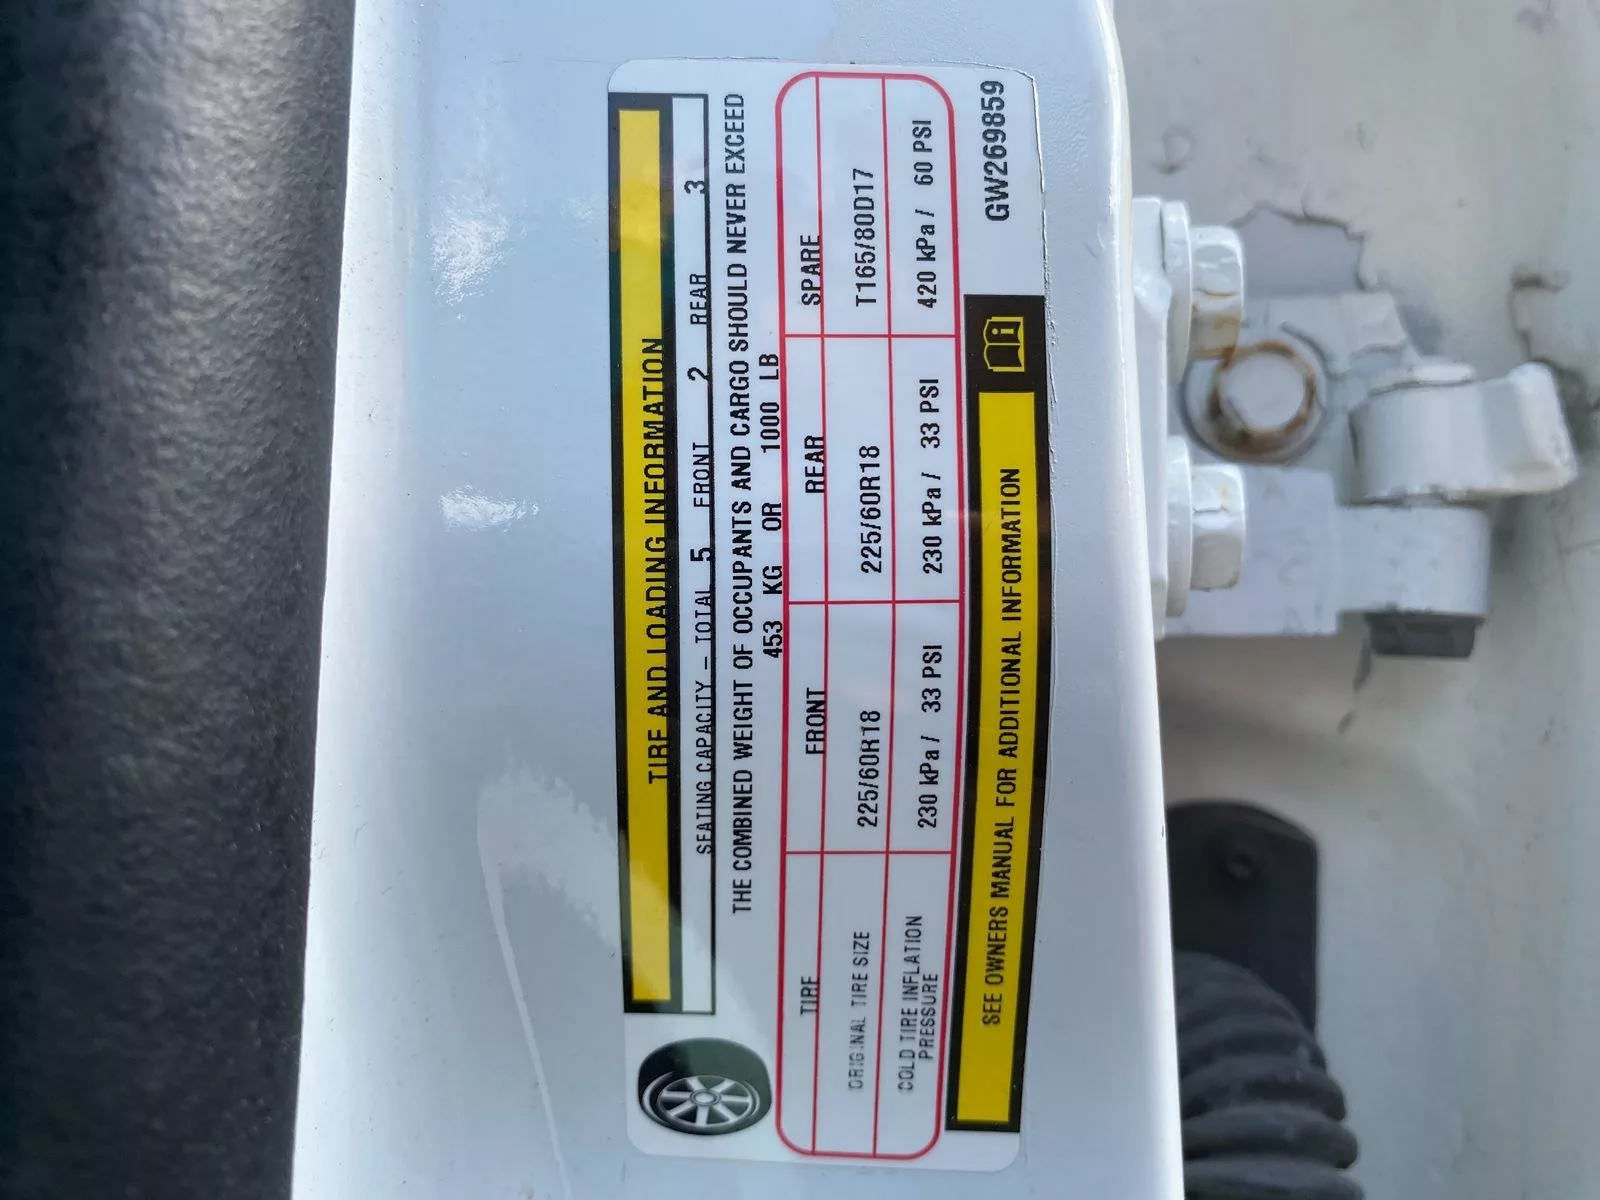 TIRE AND LOADING INFORMATION
SEATING CAPACITY – TOTAL 5 FRONT 2 REAR 3
THE COMBINED WEIGHT OF OCCUPANTS AND CARGO SHOULD NEVER EXCEED
453 KG OR 1000 LB
TIRE FRONT REAR SPARE
ORIGINAL TIRE SIZE 225/60R18 225/60R18 T165/80D17
COLD TIRE INFLATION PRESSURE 230 kPa / 33 PSI 230 kPa / 33 PSI 420 kPa / 60 PSI
SEE OWNERS MANUAL FOR ADDITIONAL INFORMATION
GW269859